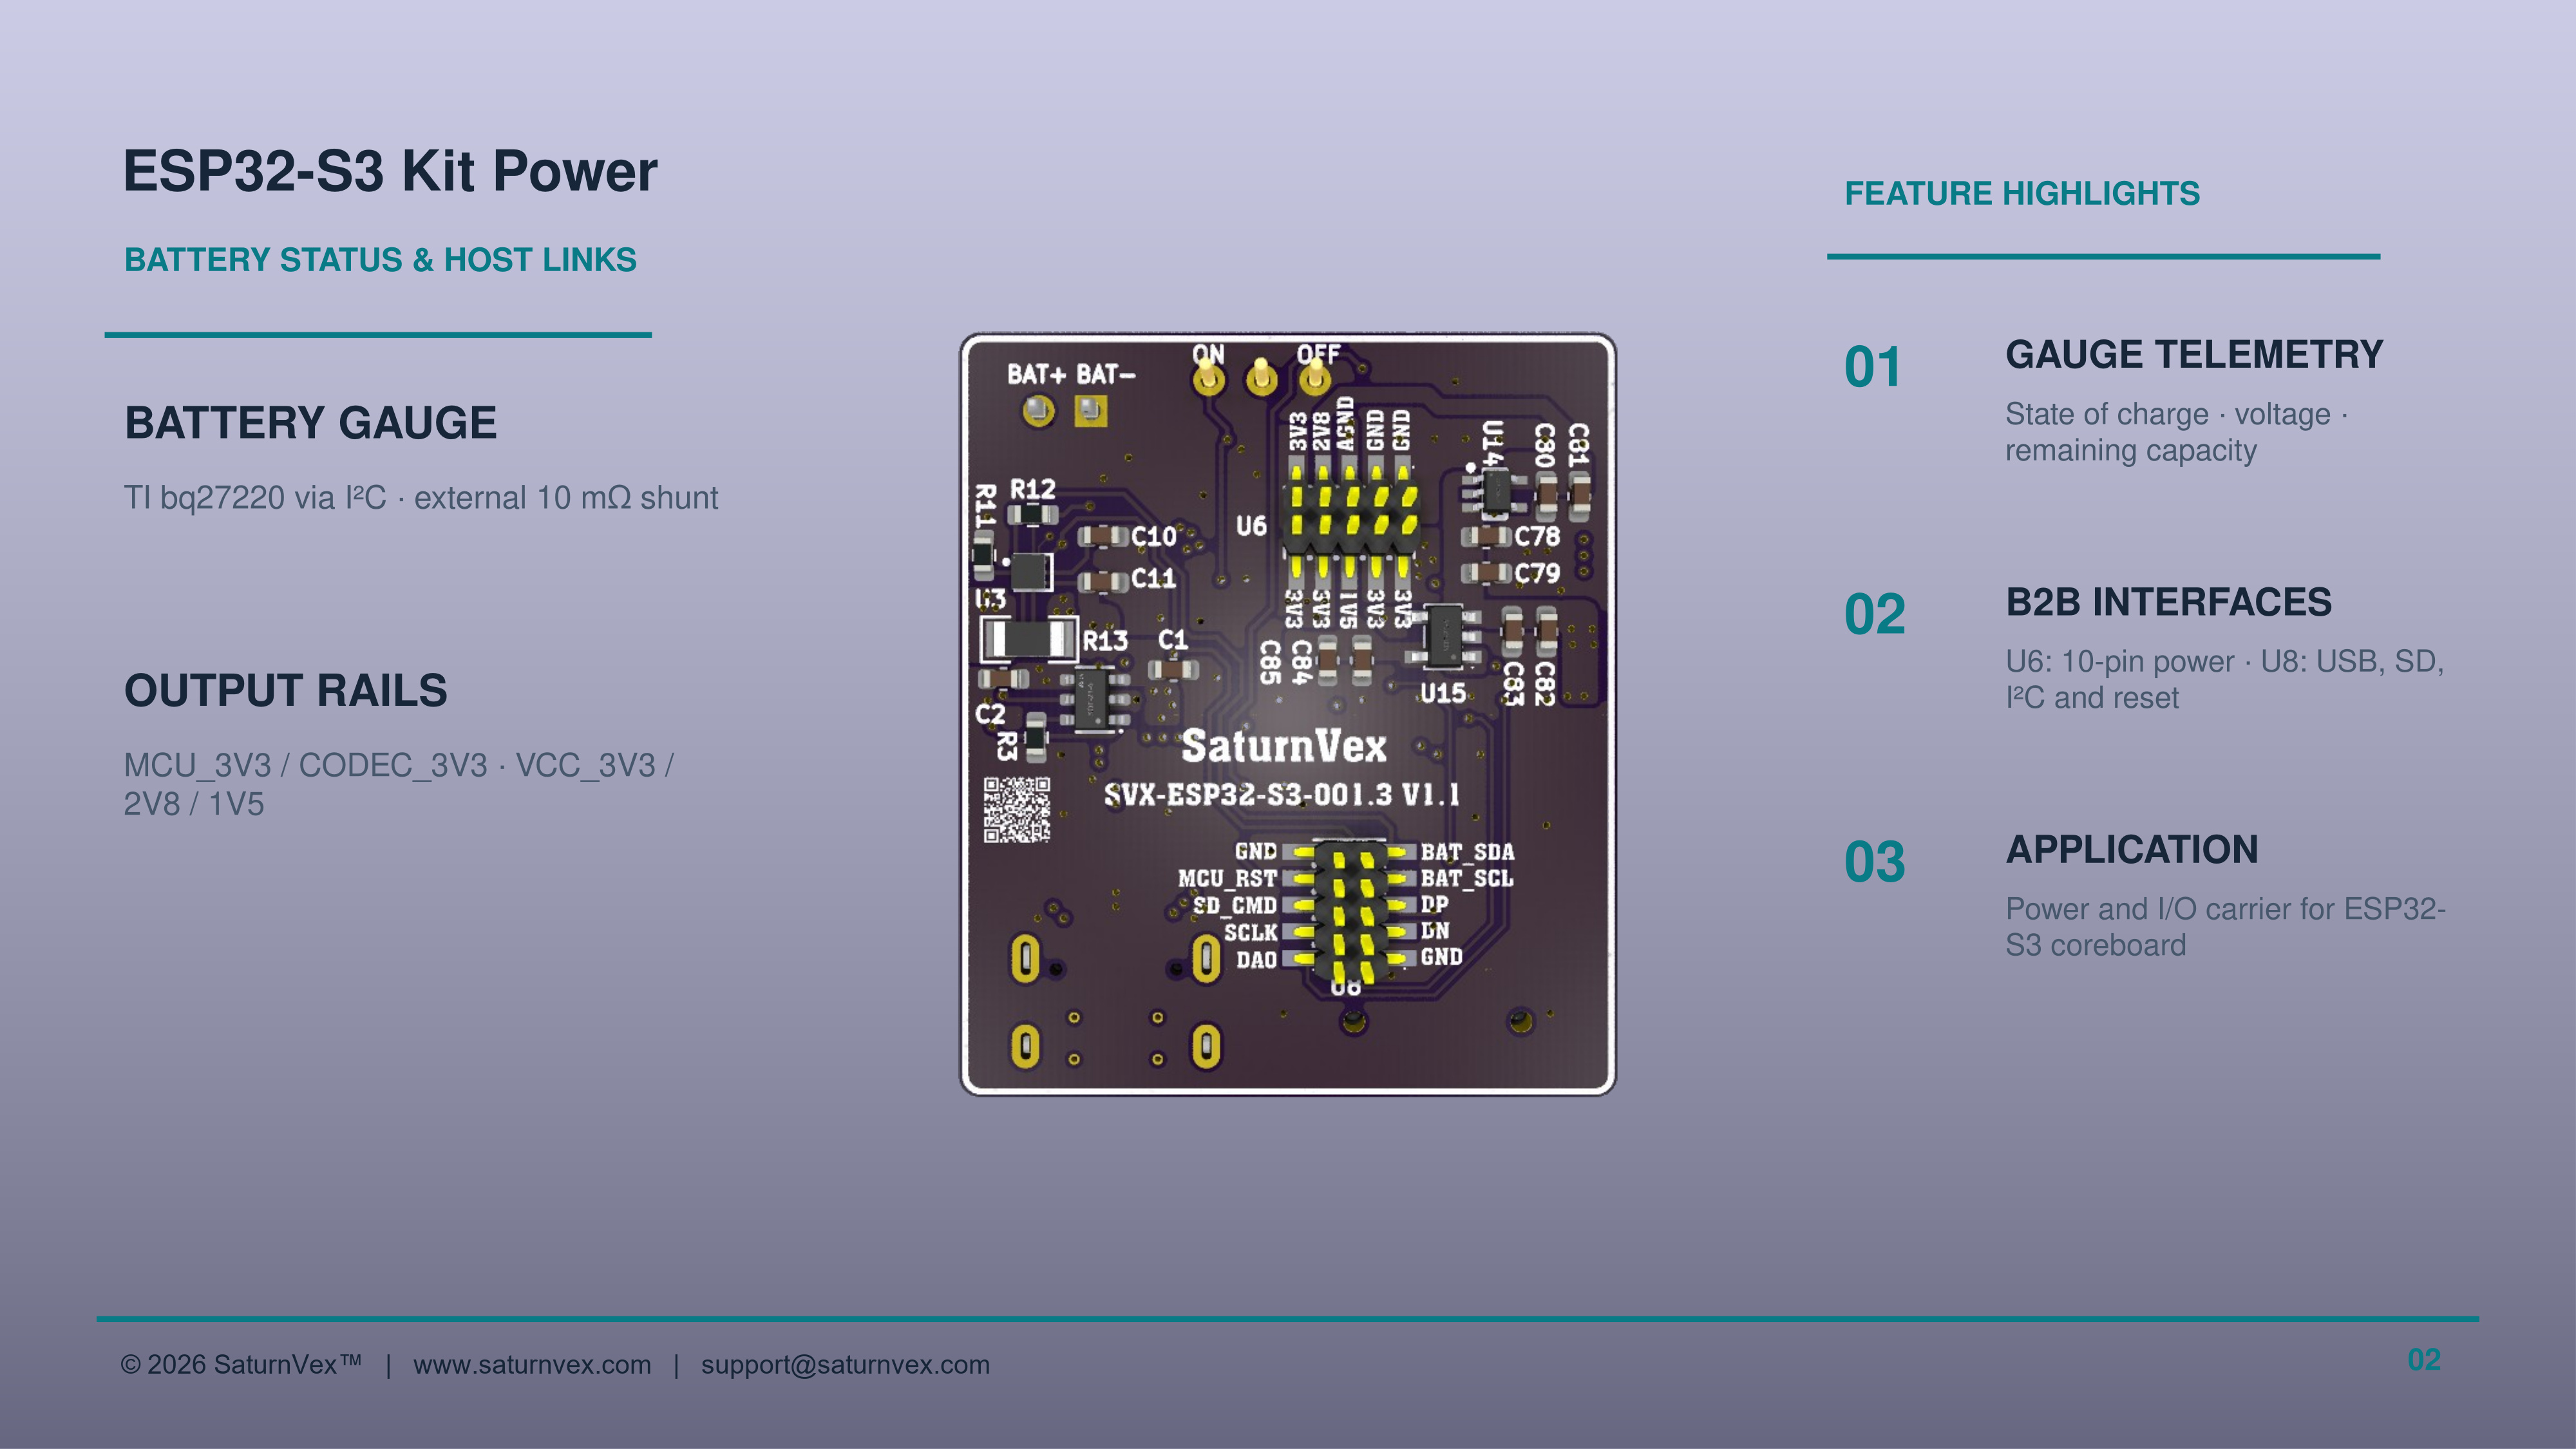 ESP32-S3 Kit Power
BATTERY STATUS & HOST LINKS
BATTERY GAUGE
TI bq27220 via I²C · external 10 mΩ shunt
OUTPUT RAILS
MCU_3V3 / CODEC_3V3 · VCC_3V3 /
2V8 / 1V5
BAT+ BAT-
ON
OFF
3V3
2V8
AGND
GND
GND
U14
C80
C81
R11
R12
C10
C11
U6
C78
C79
U3
3V3
3V3
1V5
3V3
3V3
R13
C1
C85
C84
U15
C83
C82
C2
R3
SaturnVex
SVX-ESP32-S3-001.3 V1.1
GND
MCU_RST
SD_CMD
SCLK
DA0
BAT_SDA
BAT_SCL
DP
DN
GND
U8
FEATURE HIGHLIGHTS
01
GAUGE TELEMETRY
State of charge · voltage ·
remaining capacity
02
B2B INTERFACES
U6: 10-pin power · U8: USB, SD,
I²C and reset
03
APPLICATION
Power and I/O carrier for ESP32-
S3 coreboard
© 2026 SaturnVex™ | www.saturnvex.com | support@saturnvex.com
02